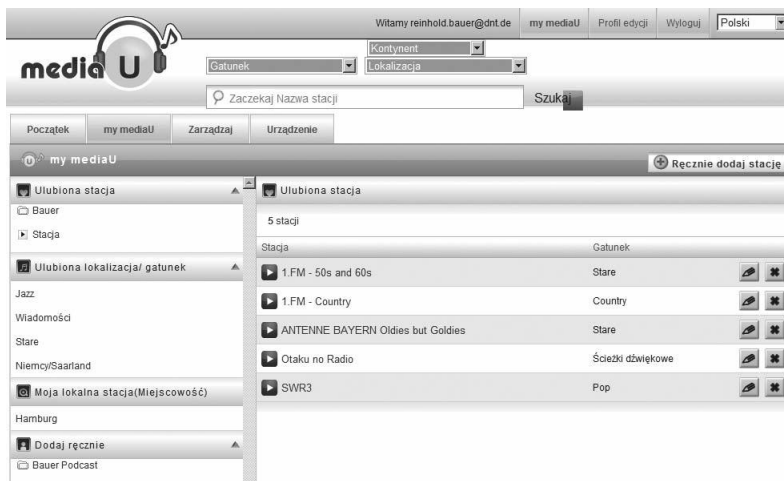 Witamy reinhold.bauer@dnt.de my mediaU Profil edycji Wyloguj Polski
media U
Kontynent
Gatunek Lokalizacja
Zaczekaj Nazwa stacji Szukaj
Początek my mediaU Zarządzaj Urządzenie
U my mediaU Ręcznie dodaj stację
Ulubiona stacja
Bauer
Stacja
Ulubiona lokalizacja/ gatunek
Jazz
Wiadomości
Stare
Niemcy/Saarland
Moja lokalna stacja(Miejscowość)
Hamburg
Dodaj ręcznie
Bauer Podcast
Ulubiona stacja
5 stacji
Stacja Gatunek
1.FM - 50s and 60s Stare
1.FM - Country Country
ANTENNE BAYERN Oldies but Goldies Stare
Otaku no Radio Ścieżki dźwiękowe
SWR3 Pop